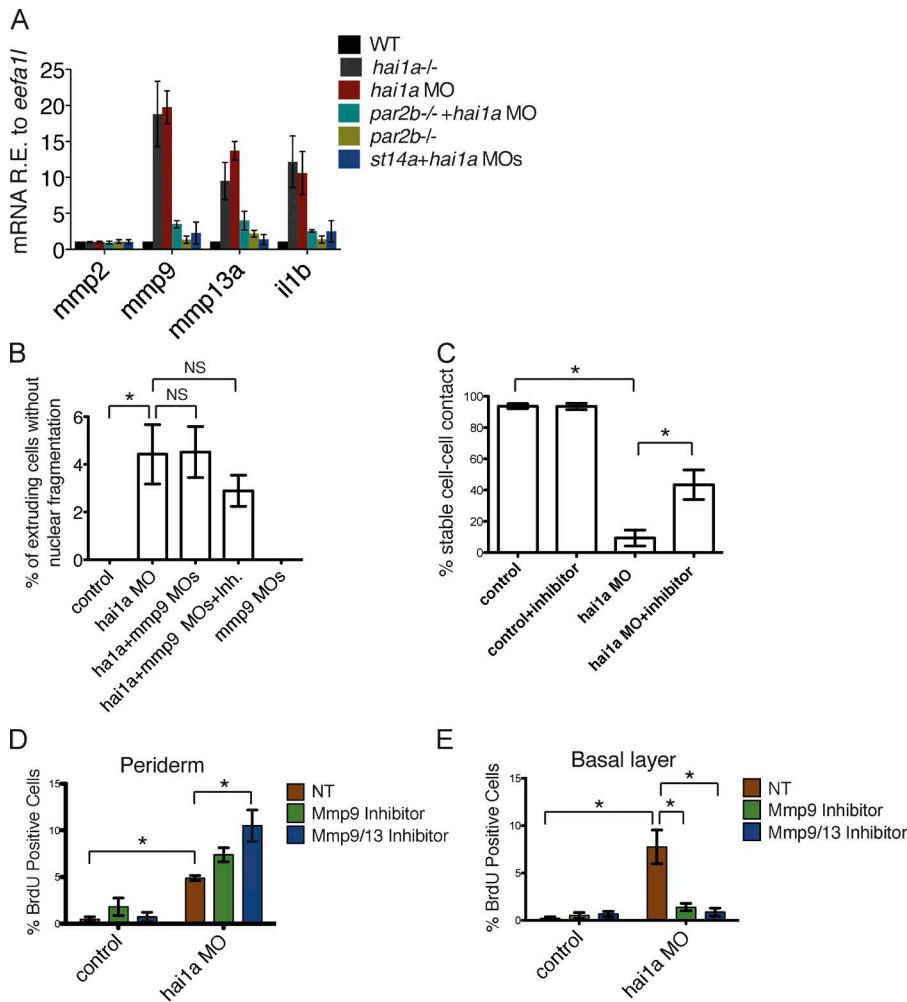 A
WT
hai1a-/-
hai1a MO
par2b-/- +hai1a MO
par2b-/-
st14a+hai1a MOs
mRNA R.E. to eefa1l
25
20
15
10
5
0
mmp2
mmp9
mmp13a
il1b
B
NS
*
NS
% of extruding cells without
nuclear fragmentation
6
4
2
0
control
hai1a MO
ha1a+mmp9 MOs
hai1a+mmp9 MOs+Inh.
mmp9 MOs
C
*
*
% stable cell-cell contact
100
80
60
40
20
0
control
control+inhibitor
hai1a MO
hai1a MO+inhibitor
D
Periderm
*
*
% BrdU Positive Cells
15
10
5
0
control
hai1a MO
NT
Mmp9 Inhibitor
Mmp9/13 Inhibitor
E
Basal layer
*
*
*
% BrdU Positive Cells
15
10
5
0
control
hai1a MO
NT
Mmp9 Inhibitor
Mmp9/13 Inhibitor